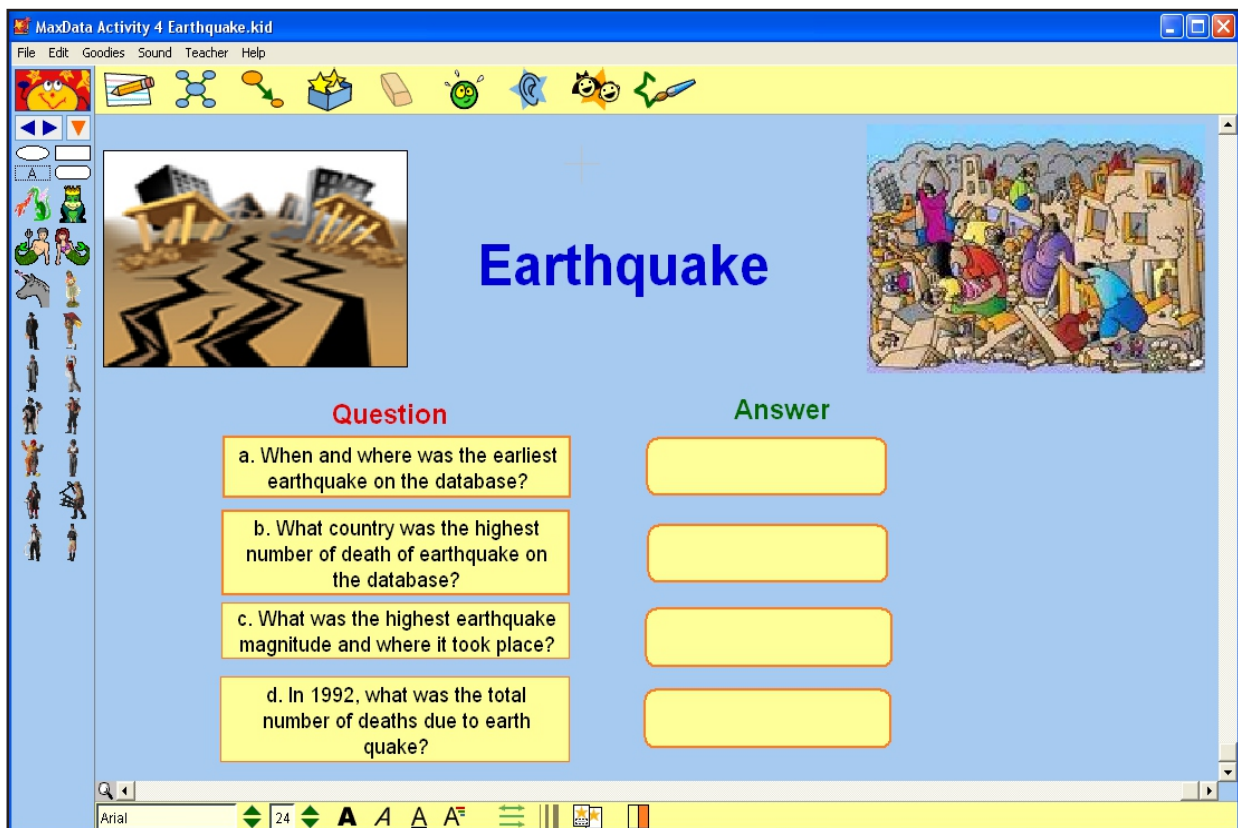 MaxData Activity 4 Earthquake.kid
File Edit Goodies Sound Teacher Help
A
Earthquake
Question
Answer
a. When and where was the earliest
earthquake on the database?
b. What country was the highest
number of death of earthquake on
the database?
c. What was the highest earthquake
magnitude and where it took place?
d. In 1992, what was the total
number of deaths due to earth
quake?
Arial 24 A A A A